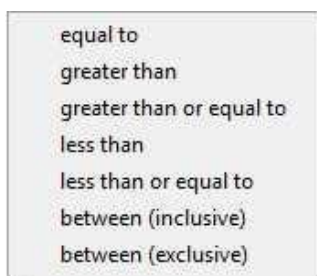 equal to
greater than
greater than or equal to
less than
less than or equal to
between (inclusive)
between (exclusive)